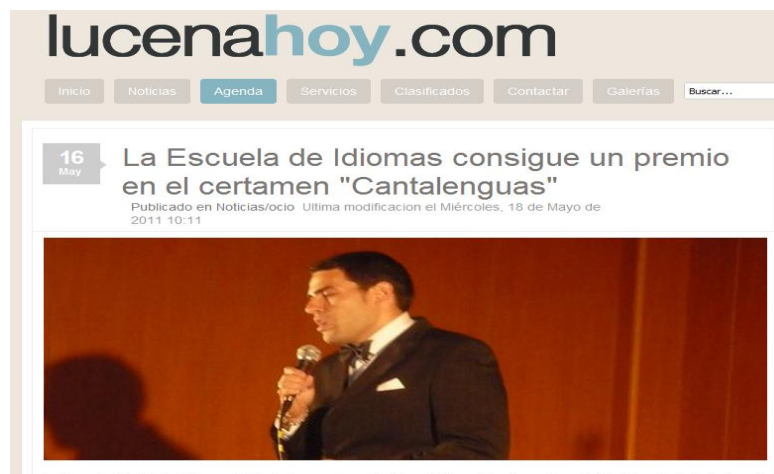 lucenahoy.com
Inicio Noticias Agenda Servicios Clasificados Contactar Galerías Buscar...
16
May
La Escuela de Idiomas consigue un premio
en el certamen "Cantalenguas"
Publicado en Noticias/ocio Ultima modificacion el Miércoles, 18 de Mayo de
2011 10:11